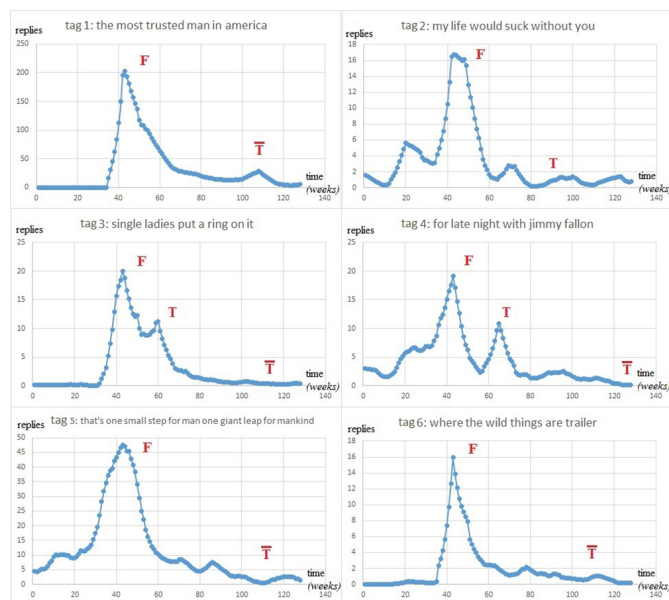 tag 1: the most trusted man in america
replies
250
200
150
100
50
0
F
T
time
(weeks)
0 20 40 60 80 100 120 140
tag 2: my life would suck without you
replies
18
16
14
12
10
8
6
4
2
0
F
T
time
(weeks)
0 20 40 60 80 100 120 140
tag 3: single ladies put a ring on it
replies
25
20
15
10
5
0
F
T
T
time
(weeks)
0 20 40 60 80 100 120 140
tag 4: for late night with jimmy fallon
replies
25
20
15
10
5
0
F
T
T
time
(weeks)
0 20 40 60 80 100 120 140
tag 5: that's one small step for man one giant leap for mankind
replies
50
45
40
35
30
25
20
15
10
5
0
F
T
time
(weeks)
0 20 40 60 80 100 120 140
tag 6: where the wild things are trailer
replies
18
16
14
12
10
8
6
4
2
0
F
T
time
(weeks)
0 20 40 60 80 100 120 140